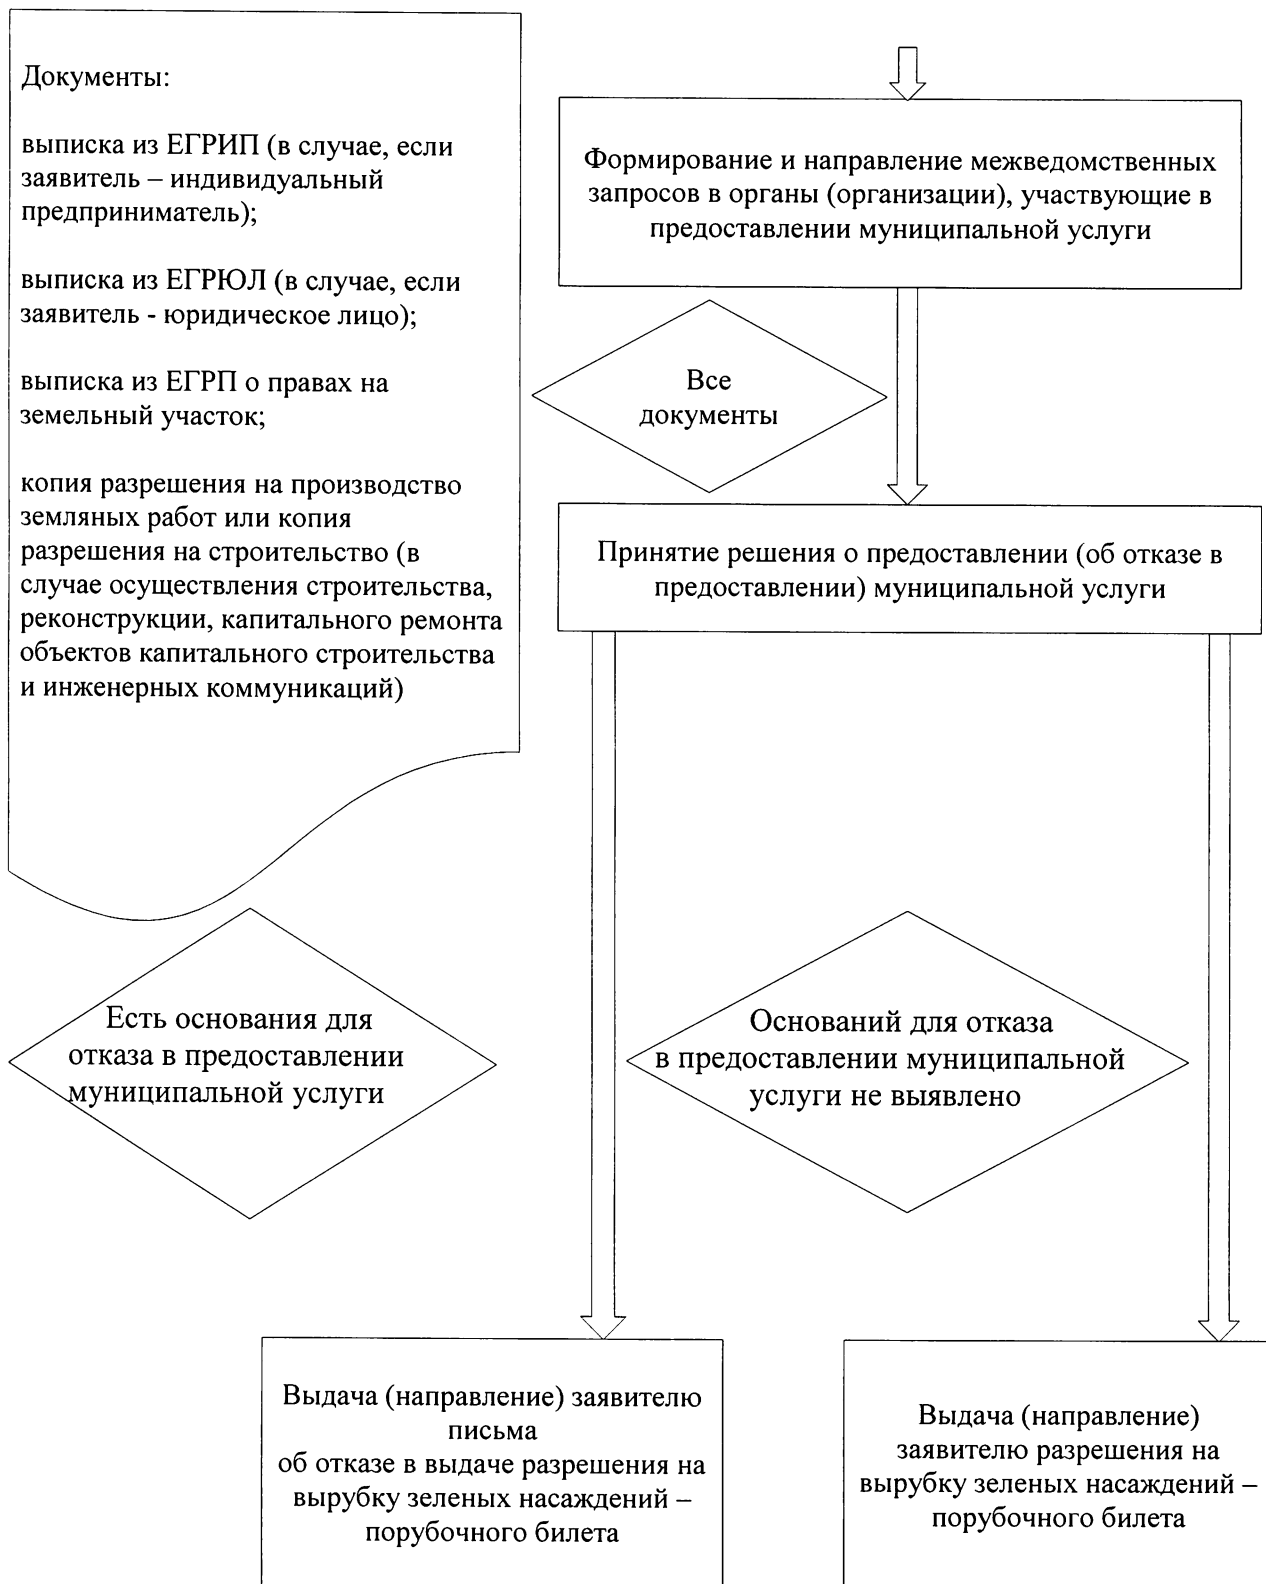 Документы:
выписка из ЕГРИП (в случае, если
заявитель – индивидуальный
предприниматель);
выписка из ЕГРЮЛ (в случае, если
заявитель - юридическое лицо);
выписка из ЕГРП о правах на
земельный участок;
копия разрешения на производство
земляных работ или копия
разрешения на строительство (в
случае осуществления строительства,
реконструкции, капитального ремонта
объектов капитального строительства
и инженерных коммуникаций)
Формирование и направление межведомственных
запросов в органы (организации), участвующие в
предоставлении муниципальной услуги
Все
документы
Принятие решения о предоставлении (об отказе в
предоставлении) муниципальной услуги
Есть основания для
отказа в предоставлении
муниципальной услуги
Оснований для отказа
в предоставлении муниципальной
услуги не выявлено
Выдача (направление) заявителю
письма
об отказе в выдаче разрешения на
вырубку зеленых насаждений –
порубочного билета
Выдача (направление)
заявителю разрешения на
вырубку зеленых насаждений –
порубочного билета